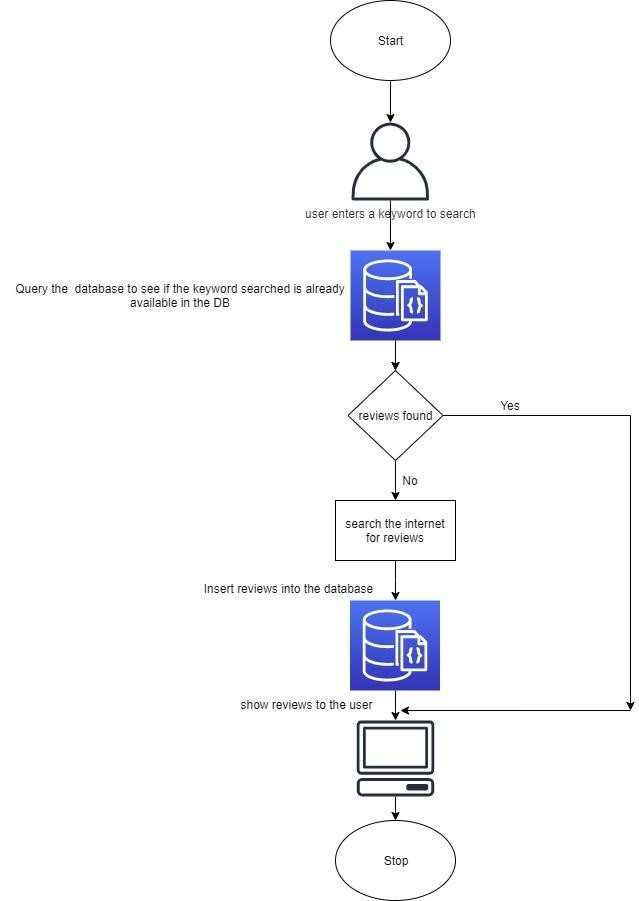 Start
user enters a keyword to search
Query the  database to see if the keyword searched is already
available in the DB
{}
reviews found
Yes
No
search the internet
for reviews
Insert reviews into the database
{}
show reviews to the user
Stop